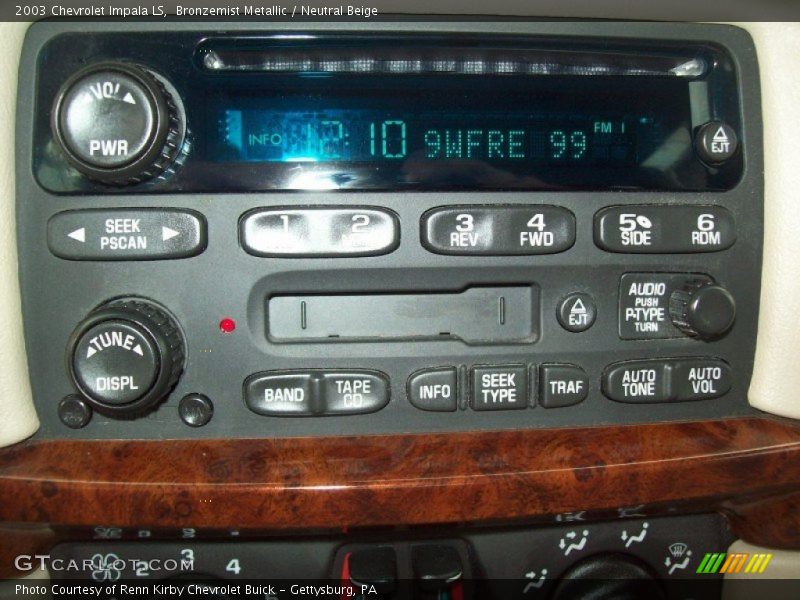 2003 Chevrolet Impala LS, Bronzemist Metallic / Neutral Beige
VOL
PWR
INFO 12:10 9WFRE 99 FM 1
EJT
SEEK
PSCAN
1 2
3 4
REV FWD
5 6
SIDE RDM
TUNE
DISPL
EJT
AUDIO
PUSH
P-TYPE
TURN
BAND
TAPE
CD
INFO
SEEK
TYPE
TRAF
AUTO
TONE
AUTO
VOL
2 3 4
GTCARLOT.COM
Photo Courtesy of Renn Kirby Chevrolet Buick – Gettysburg, PA